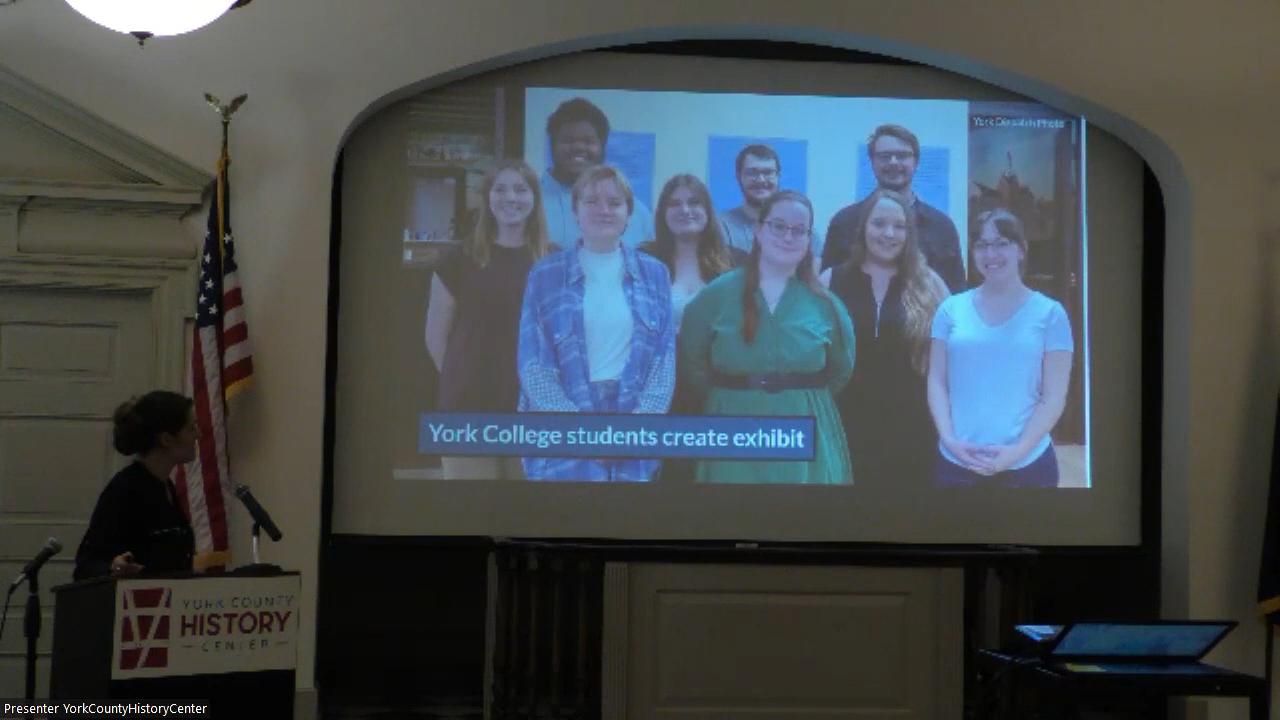 York Dispatch Photo
York College students create exhibit
YORK COUNTY
HISTORY
CENTER
Presenter YorkCountyHistoryCenter